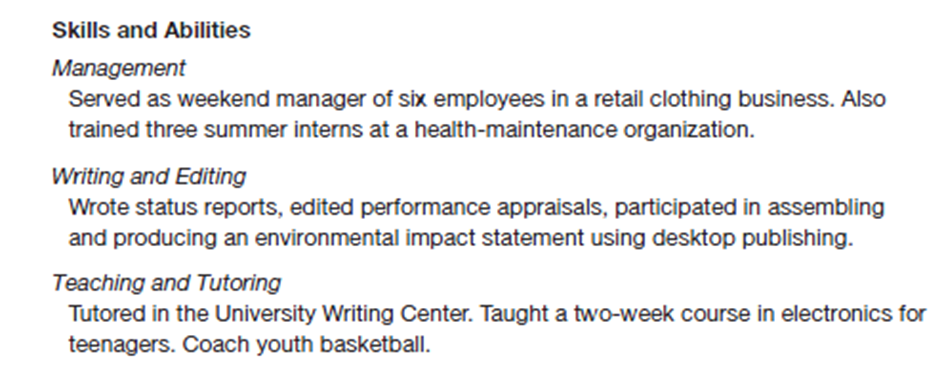 Skills and Abilities
Management
Served as weekend manager of six employees in a retail clothing business. Also
trained three summer interns at a health-maintenance organization.
Writing and Editing
Wrote status reports, edited performance appraisals, participated in assembling
and producing an environmental impact statement using desktop publishing.
Teaching and Tutoring
Tutored in the University Writing Center. Taught a two-week course in electronics for
teenagers. Coach youth basketball.